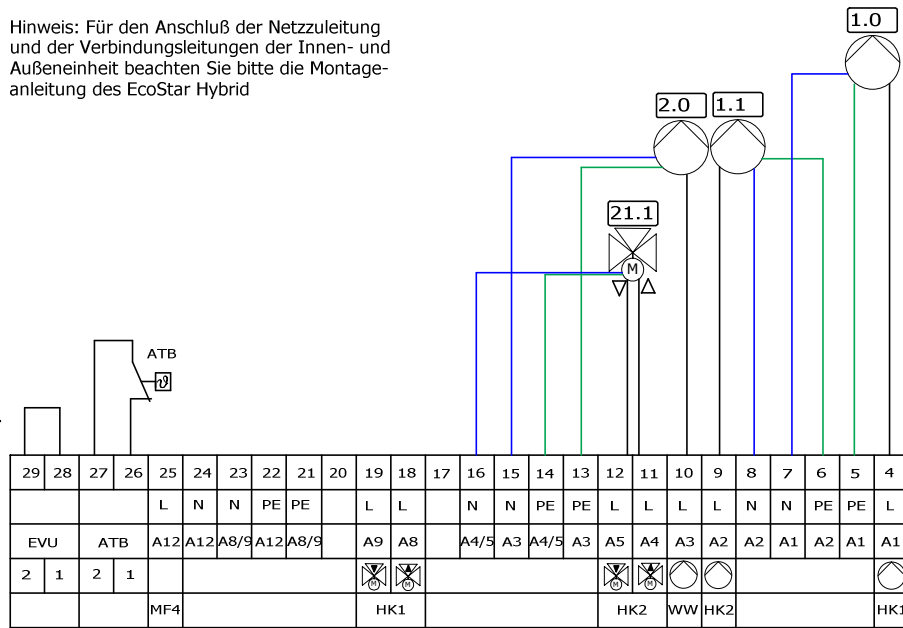 Hinweis: Für den Anschluß der Netzzuleitung
und der Verbindungsleitungen der Innen- und
Außeneinheit beachten Sie bitte die Montage-
anleitung des EcoStar Hybrid
1.0
2.0 1.1
21.1
M
ATB
ϑ
29 28 27 26 25 24 23 22 21 20 19 18 17 16 15 14 13 12 11 10 9 8 7 6 5 4
L N N PE PE L L N N PE PE L L L L N N PE PE L
EVU ATB A12 A12 A8/9 A12 A8/9 A9 A8 A4/5 A3 A4/5 A3 A5 A4 A3 A2 A2 A1 A2 A1 A1
2 1 2 1 M M M M
MF4 HK1 HK2 WW HK2 HK1